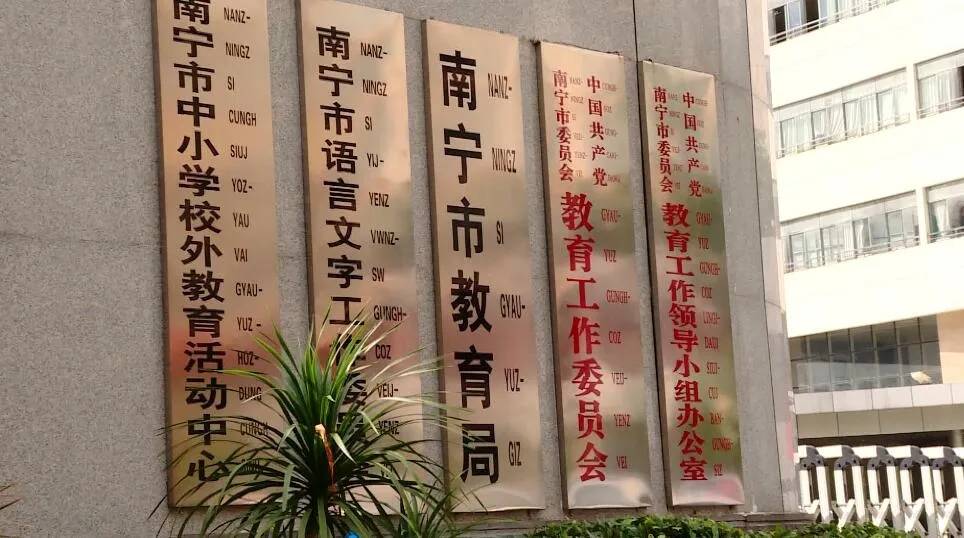 南宁市中小学校外教育活动中心
NANZ-NINGZ SI CUNGH SIUJ YOZ-YAU VAI GYAU-YUZ HOZ-DUNG CUNGH
南宁市语言文字工
NANZ-NINGZ SI YIJ-YENZ VWNZ-SW GUNGH-COZ VEIJ-YENZ
南宁市教育局
NANZ-NINGZ SI GYAU-YUZ-GIZ
中国共产党
南宁市委员会
教育工作委员会
GYAU-YUZ GUNGH-COZ VEIJ-YENZ VEI
中国共产党
南宁市委员会
教育工作领导小组办公室
GYAU-YUZ GUNGH-COZ